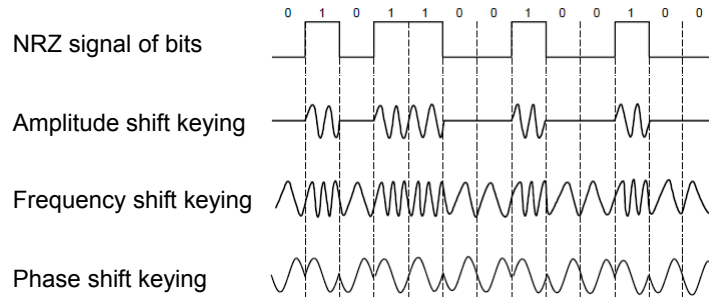 0 1 0 1 1 0 0 1 0 0 1 0 0
NRZ signal of bits
Amplitude shift keying
Frequency shift keying
Phase shift keying